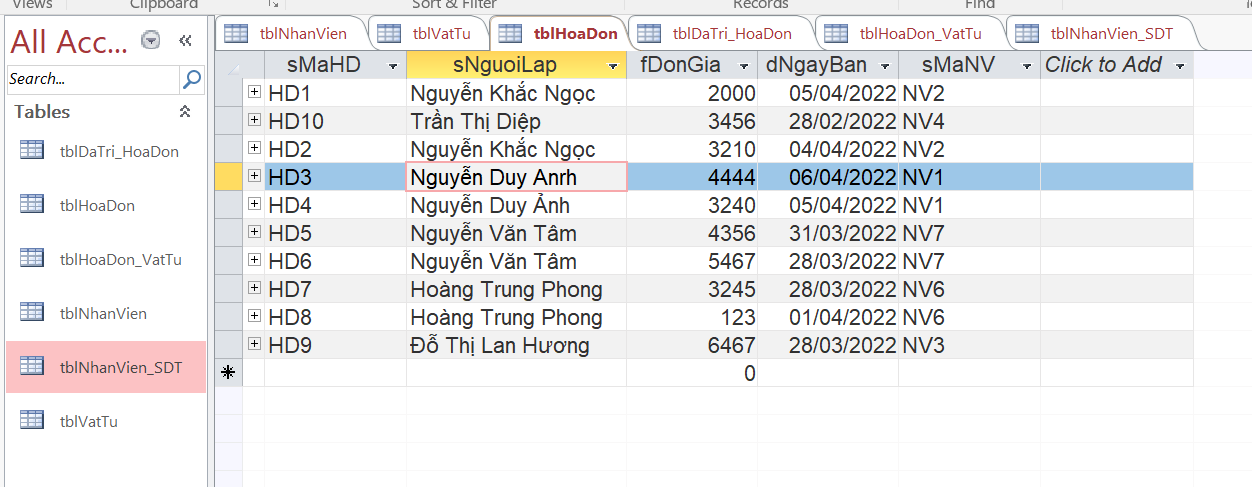 Views Clipboard Sort & Filter Records Find
All Acc...
Search...
Tables
tblDaTri_HoaDon
tblHoaDon
tblHoaDon_VatTu
tblNhanVien
tblNhanVien_SDT
tblVatTu
tblNhanVien tblVatTu tblHoaDon tblDaTri_HoaDon tblHoaDon_VatTu tblNhanVien_SDT
sMaHD sNguoiLap fDonGia dNgayBan sMaNV Click to Add
HD1 Nguyễn Khắc Ngọc 2000 05/04/2022 NV2
HD10 Trần Thị Diệp 3456 28/02/2022 NV4
HD2 Nguyễn Khắc Ngọc 3210 04/04/2022 NV2
HD3 Nguyễn Duy Anrh 4444 06/04/2022 NV1
HD4 Nguyễn Duy Ảnh 3240 05/04/2022 NV1
HD5 Nguyễn Văn Tâm 4356 31/03/2022 NV7
HD6 Nguyễn Văn Tâm 5467 28/03/2022 NV7
HD7 Hoàng Trung Phong 3245 28/03/2022 NV6
HD8 Hoàng Trung Phong 123 01/04/2022 NV6
HD9 Đỗ Thị Lan Hương 6467 28/03/2022 NV3
0